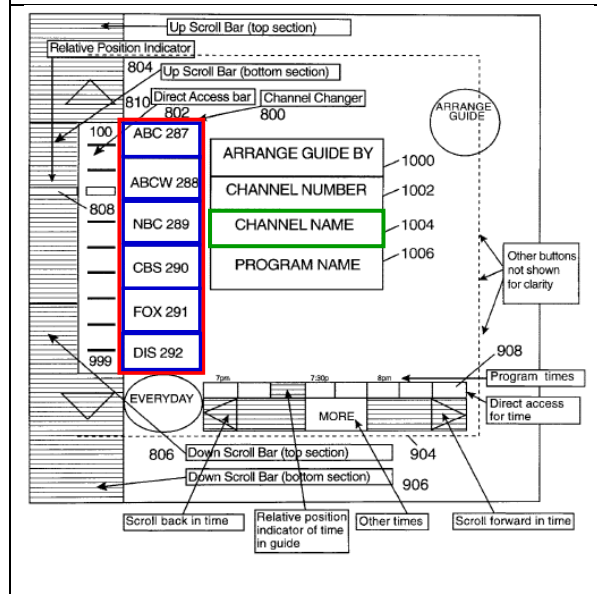 Up Scroll Bar (top section)
Relative Position Indicator
804
Up Scroll Bar (bottom section)
810
Direct Access bar
Channel Changer
802
800
ARRANGE
GUIDE
100
ABC 287
ARRANGE GUIDE BY
1000
ABCW 288
CHANNEL NUMBER
1002
808
NBC 289
CHANNEL NAME
1004
CBS 290
PROGRAM NAME
1006
Other buttons
not shown
for clarity
FOX 291
999
DIS 292
908
7pm
7:30p
8pm
Program times
EVERYDAY
MORE
Direct access
for time
806
Down Scroll Bar (top section)
904
Down Scroll Bar (bottom section)
906
Scroll back in time
Relative position
indicator of time
in guide
Other times
Scroll forward in time